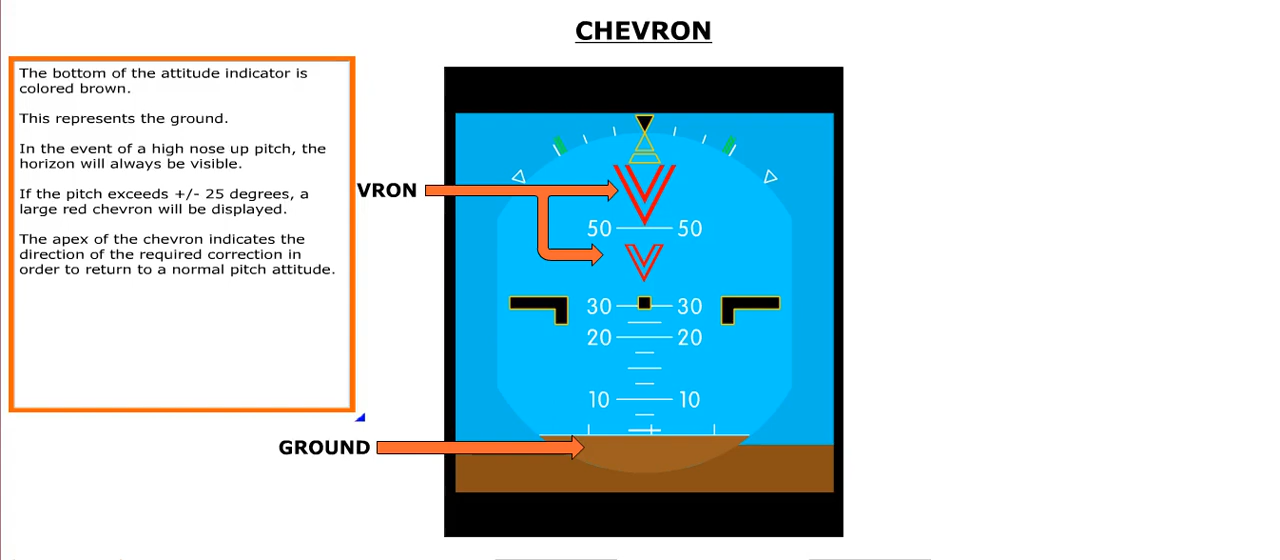 CHEVRON
The bottom of the attitude indicator is
colored brown.
This represents the ground.
In the event of a high nose up pitch, the
horizon will always be visible.
If the pitch exceeds +/- 25 degrees, a
large red chevron will be displayed.
The apex of the chevron indicates the
direction of the required correction in
order to return to a normal pitch attitude.
VRON
50 50
30 30
20 20
10 10
GROUND